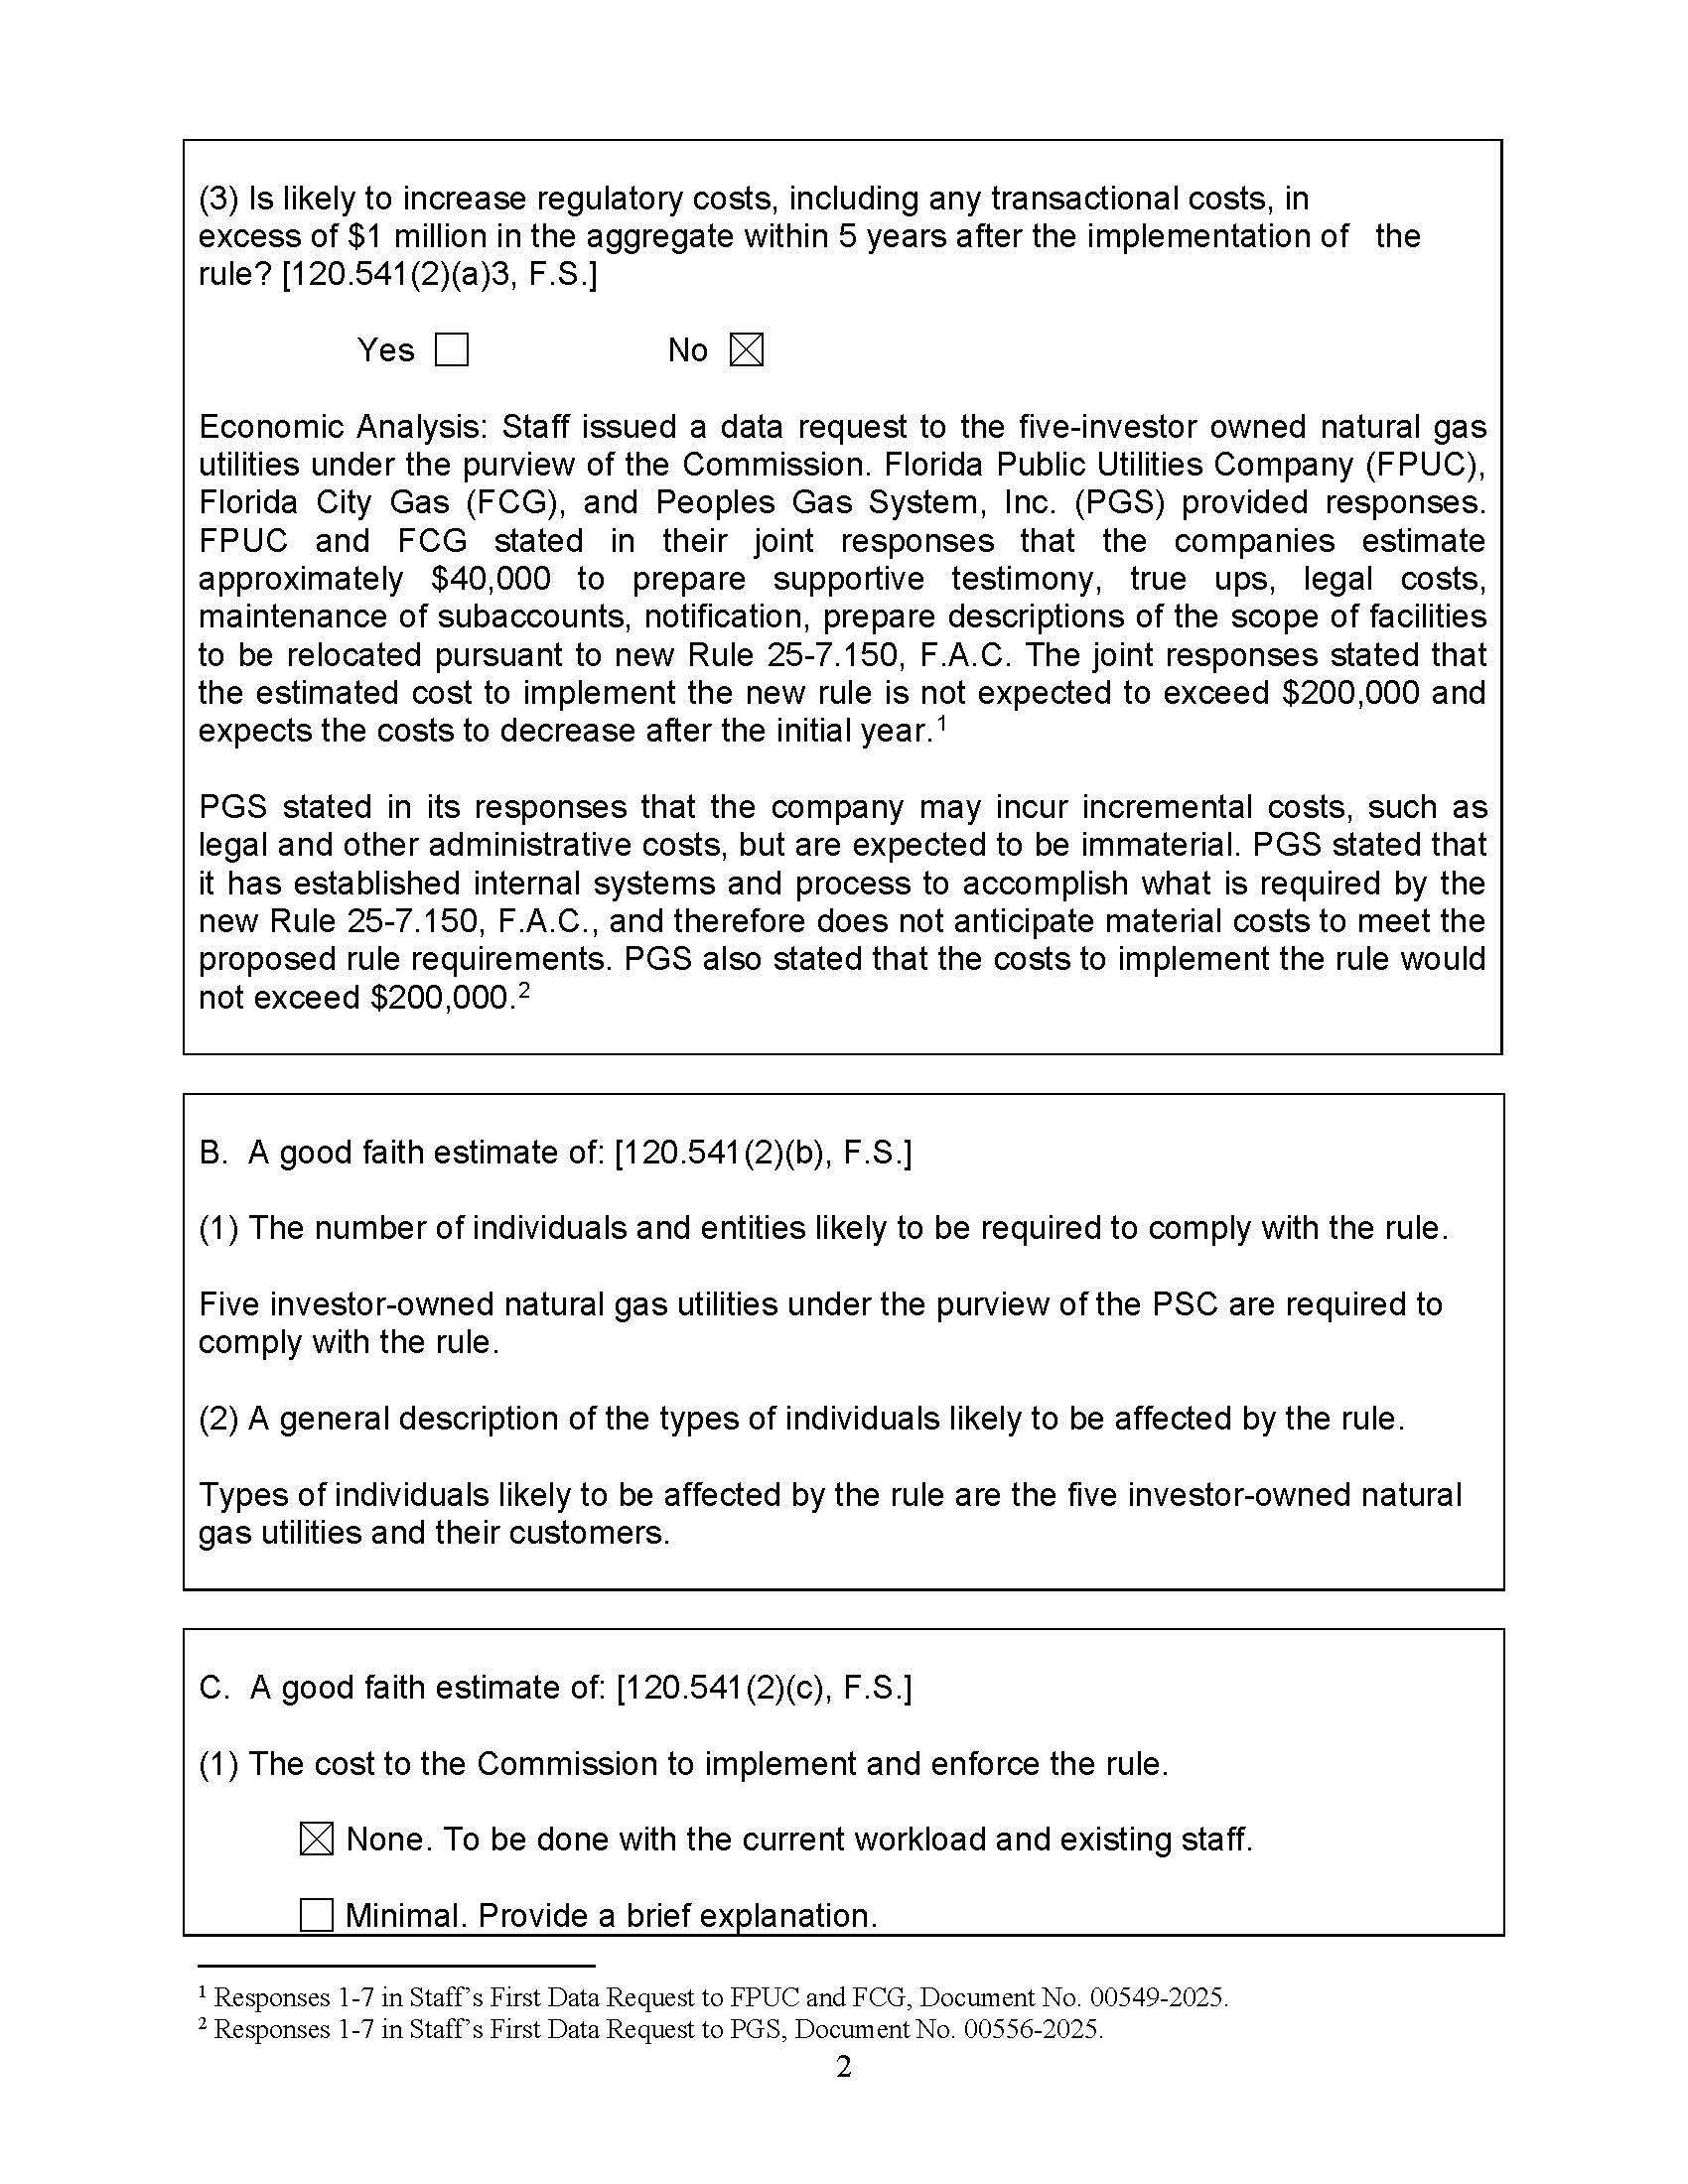 (3) Is likely to increase regulatory costs, including any transactional costs, in
excess of $1 million in the aggregate within 5 years after the implementation of the
rule? [120.541(2)(a)3, F.S.]
Yes ☐ No ☒
Economic Analysis: Staff issued a data request to the five-investor owned natural gas
utilities under the purview of the Commission. Florida Public Utilities Company (FPUC),
Florida City Gas (FCG), and Peoples Gas System, Inc. (PGS) provided responses.
FPUC and FCG stated in their joint responses that the companies estimate
approximately $40,000 to prepare supportive testimony, true ups, legal costs,
maintenance of subaccounts, notification, prepare descriptions of the scope of facilities
to be relocated pursuant to new Rule 25-7.150, F.A.C. The joint responses stated that
the estimated cost to implement the new rule is not expected to exceed $200,000 and
expects the costs to decrease after the initial year.¹
PGS stated in its responses that the company may incur incremental costs, such as
legal and other administrative costs, but are expected to be immaterial. PGS stated that
it has established internal systems and process to accomplish what is required by the
new Rule 25-7.150, F.A.C., and therefore does not anticipate material costs to meet the
proposed rule requirements. PGS also stated that the costs to implement the rule would
not exceed $200,000.²
B. A good faith estimate of: [120.541(2)(b), F.S.]
(1) The number of individuals and entities likely to be required to comply with the rule.
Five investor-owned natural gas utilities under the purview of the PSC are required to
comply with the rule.
(2) A general description of the types of individuals likely to be affected by the rule.
Types of individuals likely to be affected by the rule are the five investor-owned natural
gas utilities and their customers.
C. A good faith estimate of: [120.541(2)(c), F.S.]
(1) The cost to the Commission to implement and enforce the rule.
☒ None. To be done with the current workload and existing staff.
☐ Minimal. Provide a brief explanation.
¹ Responses 1-7 in Staff's First Data Request to FPUC and FCG, Document No. 00549-2025.
² Responses 1-7 in Staff's First Data Request to PGS, Document No. 00556-2025.
2